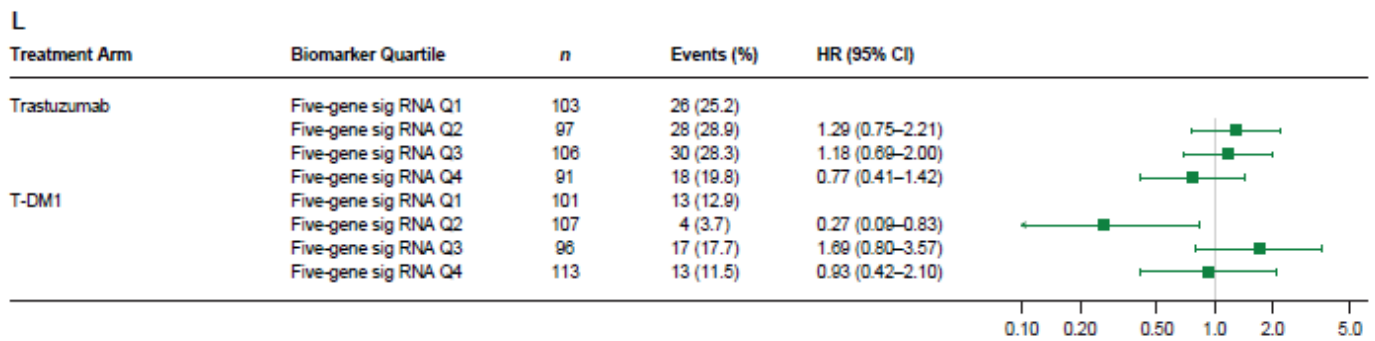 L
Treatment Arm Biomarker Quartile n Events (%) HR (95% CI)
Trastuzumab Five-gene sig RNA Q1 103 26 (25.2)
Five-gene sig RNA Q2 97 28 (28.9) 1.29 (0.75–2.21)
Five-gene sig RNA Q3 106 30 (28.3) 1.18 (0.69–2.00)
Five-gene sig RNA Q4 91 18 (19.8) 0.77 (0.41–1.42)
T-DM1 Five-gene sig RNA Q1 101 13 (12.9)
Five-gene sig RNA Q2 107 4 (3.7) 0.27 (0.09–0.83)
Five-gene sig RNA Q3 96 17 (17.7) 1.69 (0.80–3.57)
Five-gene sig RNA Q4 113 13 (11.5) 0.93 (0.42–2.10)
0.10 0.20 0.50 1.0 2.0 5.0